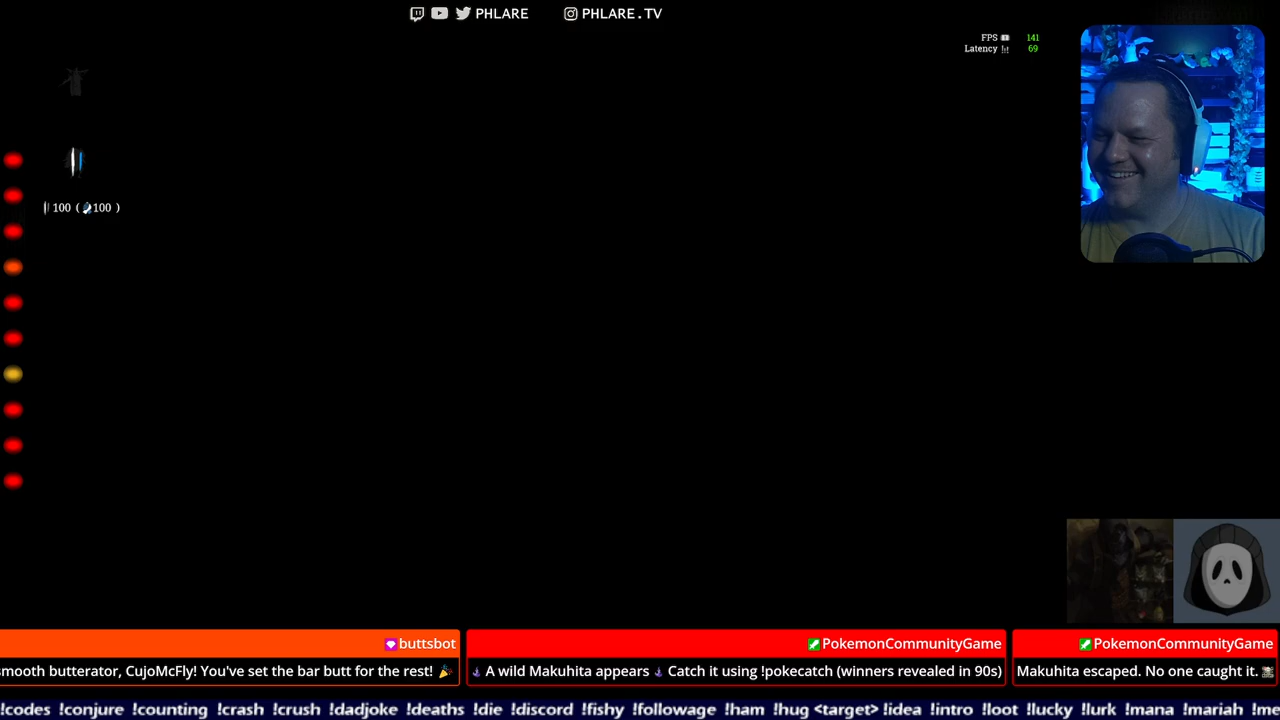 PHLARE PHLARE.TV
FPS 141
Latency 69
100 ( 100 )
buttsbot
smooth butterator, CujoMcFly! You've set the bar butt for the rest! 🎉
PokemonCommunityGame
A wild Makuhita appears Catch it using !pokecatch (winners revealed in 90s)
PokemonCommunityGame
Makuhita escaped. No one caught it.
!codes !conjure !counting !crash !crush !dadjoke !deaths !die !discord !fishy !followage !ham !hug <target> !idea !intro !loot !lucky !lurk !mana !mariah !me